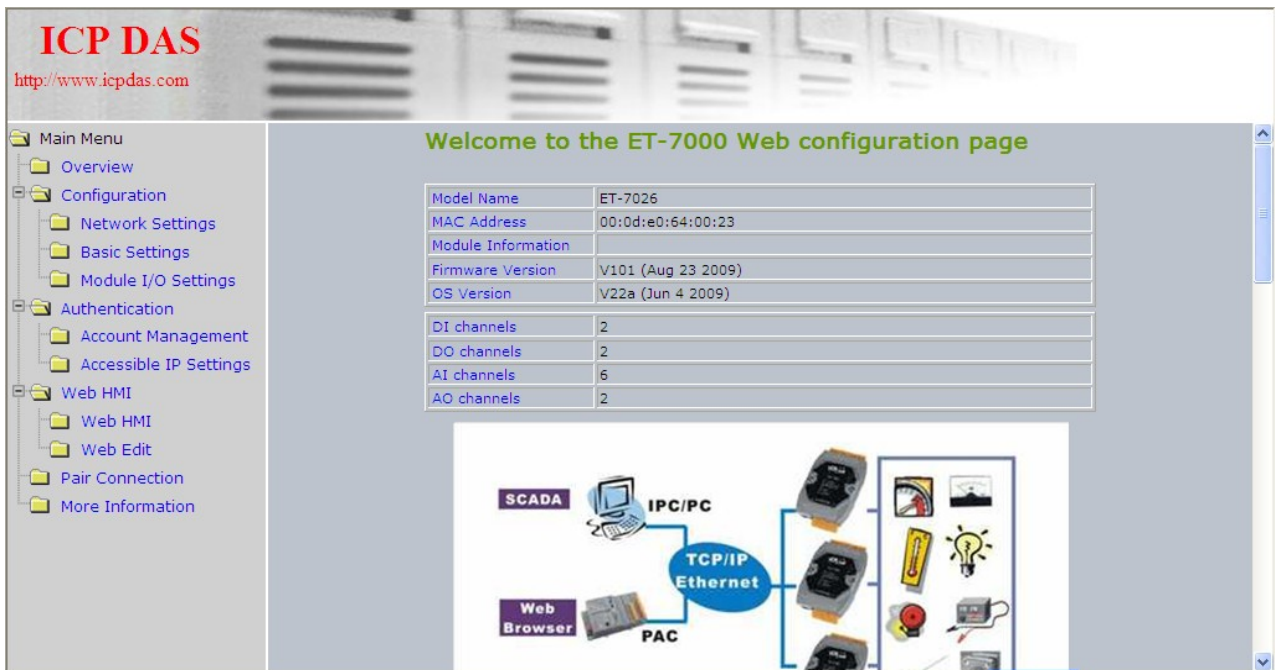 ICP DAS
http://www.icpdas.com
Main Menu
Overview
Configuration
Network Settings
Basic Settings
Module I/O Settings
Authentication
Account Management
Accessible IP Settings
Web HMI
Web HMI
Web Edit
Pair Connection
More Information
Welcome to the ET-7000 Web configuration page
Model Name ET-7026
MAC Address 00:0d:e0:64:00:23
Module Information
Firmware Version V101 (Aug 23 2009)
OS Version V22a (Jun 4 2009)
DI channels 2
DO channels 2
AI channels 6
AO channels 2
SCADA
IPC/PC
TCP/IP
Ethernet
Web
Browser
PAC